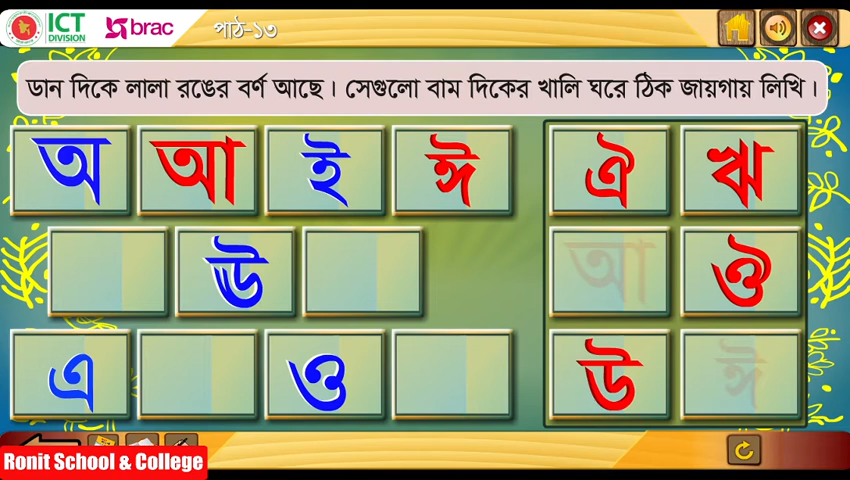 ICT DIVISION brac পাঠ-১৩
ডান দিকে লালা রঙের বর্ণ আছে। সেগুলো বাম দিকের খালি ঘরে ঠিক জায়গায় লিখি।
অ আ ই ঈ ঐ ঋ
ঊ আ ঔ
এ ও উ ঈ
Ronit School & College